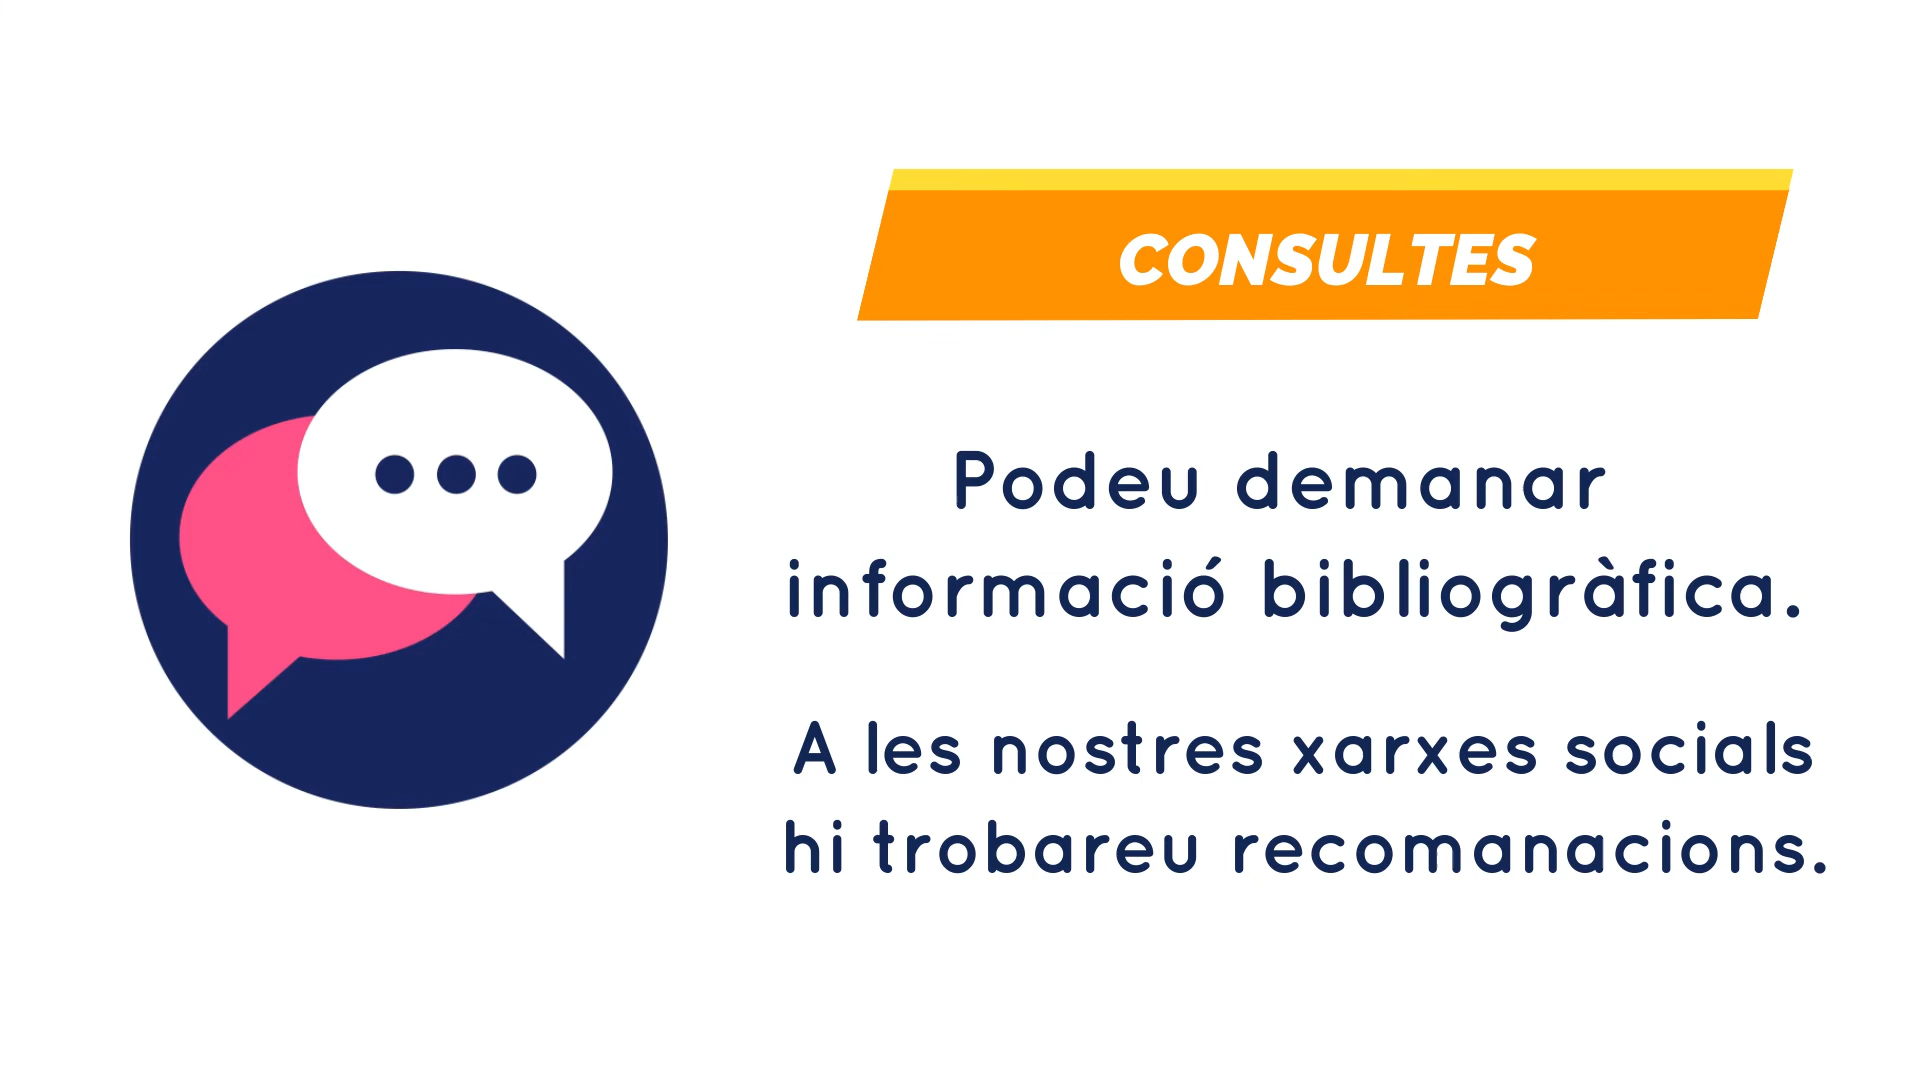 CONSULTES
Podeu demanar
informació bibliogràfica.
A les nostres xarxes socials
hi trobareu recomanacions.